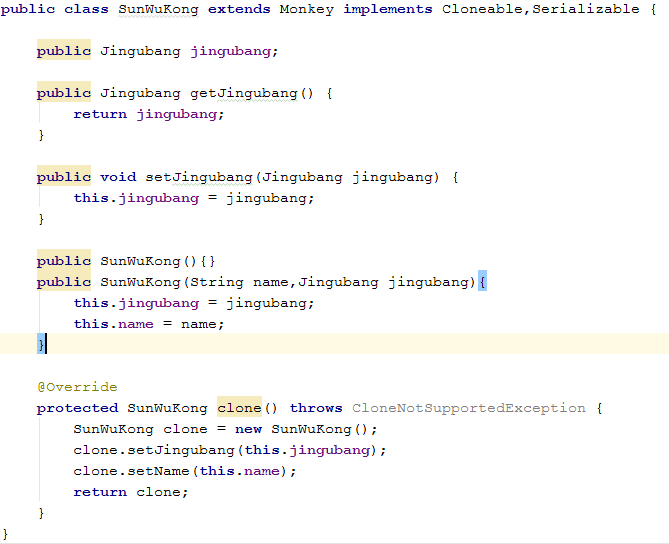 public class SunWuKong extends Monkey implements Cloneable,Serializable {
public Jingubang jingubang;
public Jingubang getJingubang() {
return jingubang;
}
public void setJingubang(Jingubang jingubang) {
this.jingubang = jingubang;
}
public SunWuKong(){}
public SunWuKong(String name,Jingubang jingubang){
this.jingubang = jingubang;
this.name = name;
}
@Override
protected SunWuKong clone() throws CloneNotSupportedException {
SunWuKong clone = new SunWuKong();
clone.setJingubang(this.jingubang);
clone.setName(this.name);
return clone;
}
}